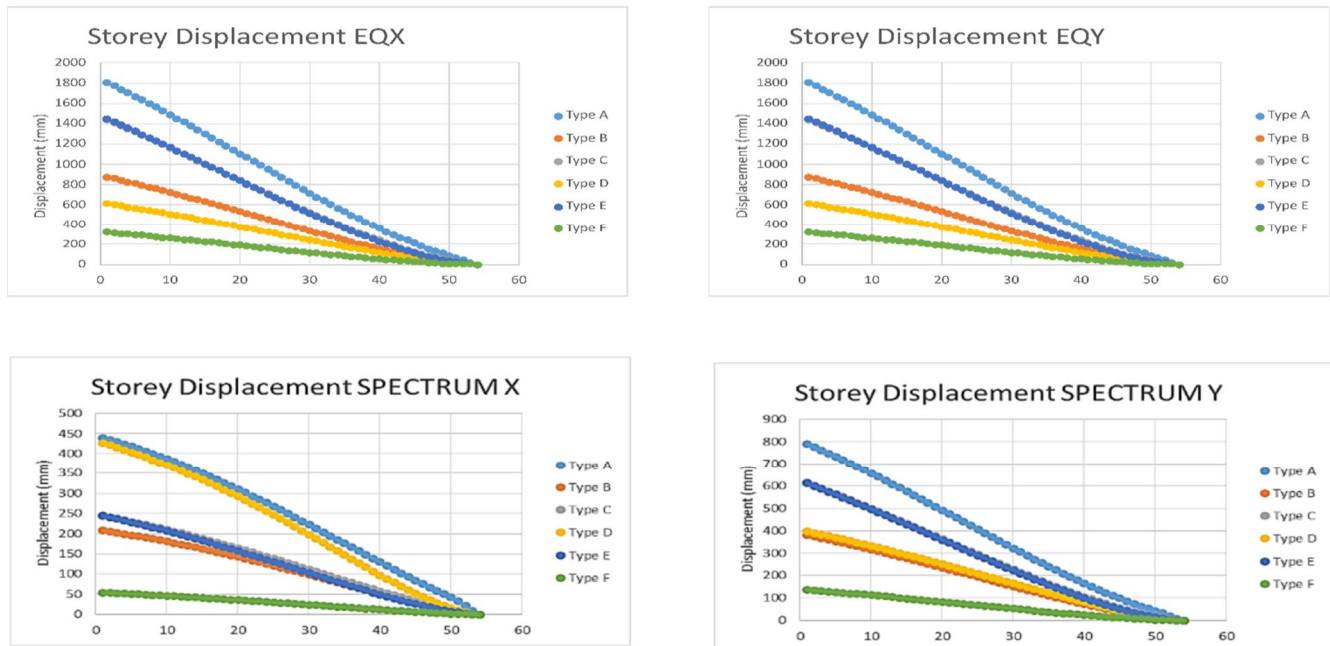 Storey Displacement EQX
Displacement (mm)
2000
1800
1600
1400
1200
1000
800
600
400
200
0
0 10 20 30 40 50 60
Type A
Type B
Type C
Type D
Type E
Type F
Storey Displacement EQY
Displacement (mm)
2000
1800
1600
1400
1200
1000
800
600
400
200
0
0 10 20 30 40 50 60
Type A
Type B
Type C
Type D
Type E
Type F
Storey Displacement SPECTRUM X
Displacement (mm)
500
450
400
350
300
250
200
150
100
50
0
0 10 20 30 40 50 60
Type A
Type B
Type C
Type D
Type E
Type F
Storey Displacement SPECTRUM Y
Displacement (mm)
900
800
700
600
500
400
300
200
100
0
0 10 20 30 40 50 60
Type A
Type B
Type C
Type D
Type E
Type F